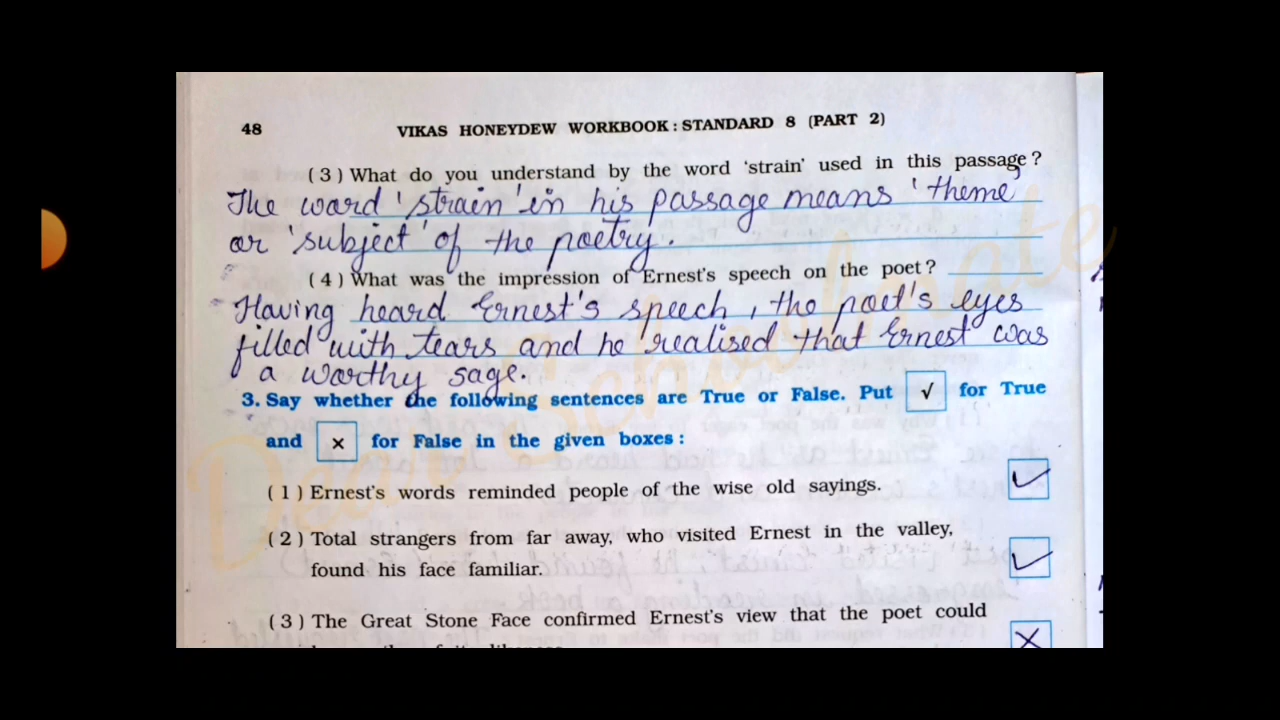 48 VIKAS HONEYDEW WORKBOOK : STANDARD 8 (PART 2)
( 3 ) What do you understand by the word 'strain' used in this passage ?
The word 'strain' in his passage means 'theme
or 'subject' of the poetry.
( 4 ) What was the impression of Ernest's speech on the poet ?
Having heard Ernest's speech, the poet's eyes
filled with tears and he realised that Ernest was
a worthy sage.
3. Say whether the following sentences are True or False. Put √ for True
and × for False in the given boxes :
( 1 ) Ernest's words reminded people of the wise old sayings. ✓
( 2 ) Total strangers from far away, who visited Ernest in the valley, ✓
found his face familiar.
( 3 ) The Great Stone Face confirmed Ernest's view that the poet could ×
Dear Schoolmate